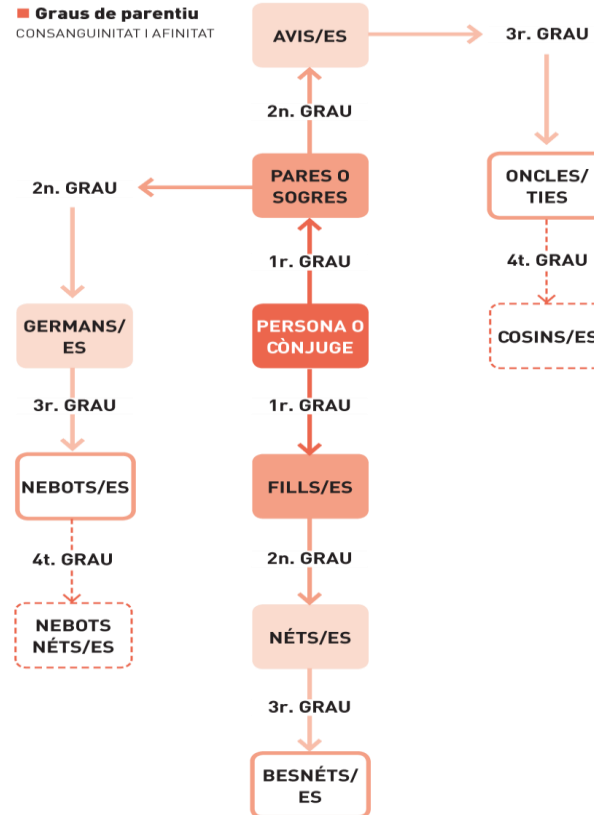 Graus de parentiu
CONSANGUINITAT I AFINITAT
AVIS/ES
3r. GRAU
2n. GRAU
PARES O
SOGRES
2n. GRAU
ONCLES/
TIES
1r. GRAU
4t. GRAU
GERMANS/
ES
PERSONA O
CÒNJUGE
COSINS/ES
3r. GRAU
1r. GRAU
NEBOTS/ES
FILLS/ES
4t. GRAU
2n. GRAU
NEBOTS
NÉTS/ES
NÉTS/ES
3r. GRAU
BESNÉTS/
ES